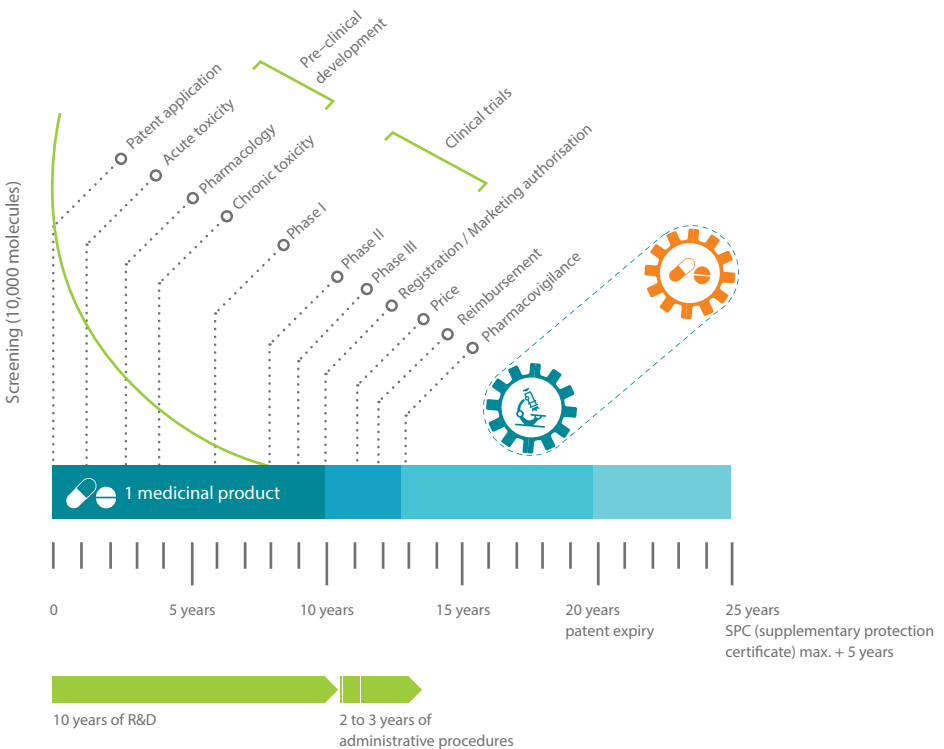 Screening (10,000 molecules)
Patent application
Acute toxicity
Pharmacology
Chronic toxicity
Pre–clinical
development
Phase I
Phase II
Phase III
Clinical trials
Registration / Marketing authorisation
Price
Reimbursement
Pharmacovigilance
1 medicinal product
0
5 years
10 years
15 years
20 years
patent expiry
25 years
SPC (supplementary protection
certificate) max. + 5 years
10 years of R&D
2 to 3 years of
administrative procedures